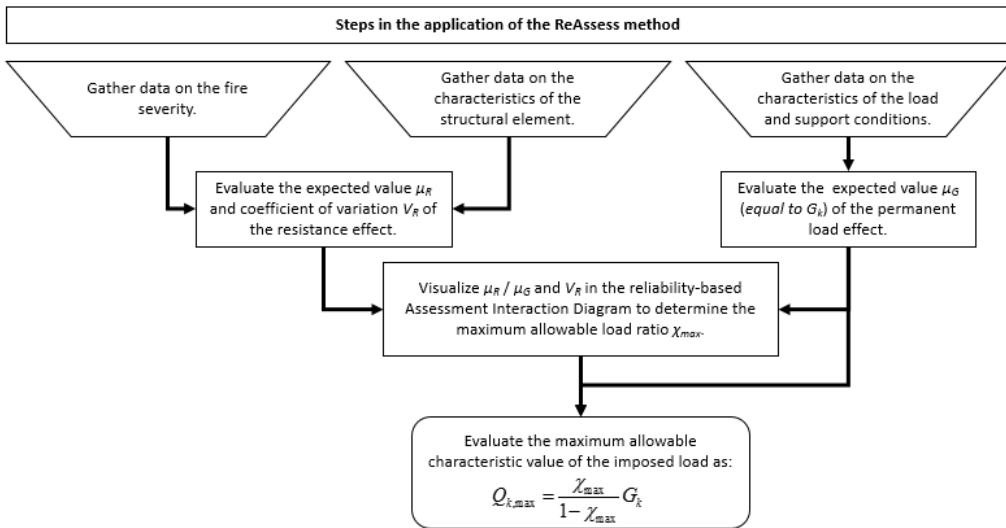 Steps in the application of the ReAssess method
Gather data on the fire
severity.
Gather data on the
characteristics of the
structural element.
Gather data on the
characteristics of the load
and support conditions.
Evaluate the expected value μR
and coefficient of variation VR of
the resistance effect.
Evaluate the expected value μG
(equal to Gk) of the permanent
load effect.
Visualize μR / μG and VR in the reliability-based
Assessment Interaction Diagram to determine the
maximum allowable load ratio χmax.
Evaluate the maximum allowable
characteristic value of the imposed load as:
Qk,max = χmax / (1 − χmax) Gk